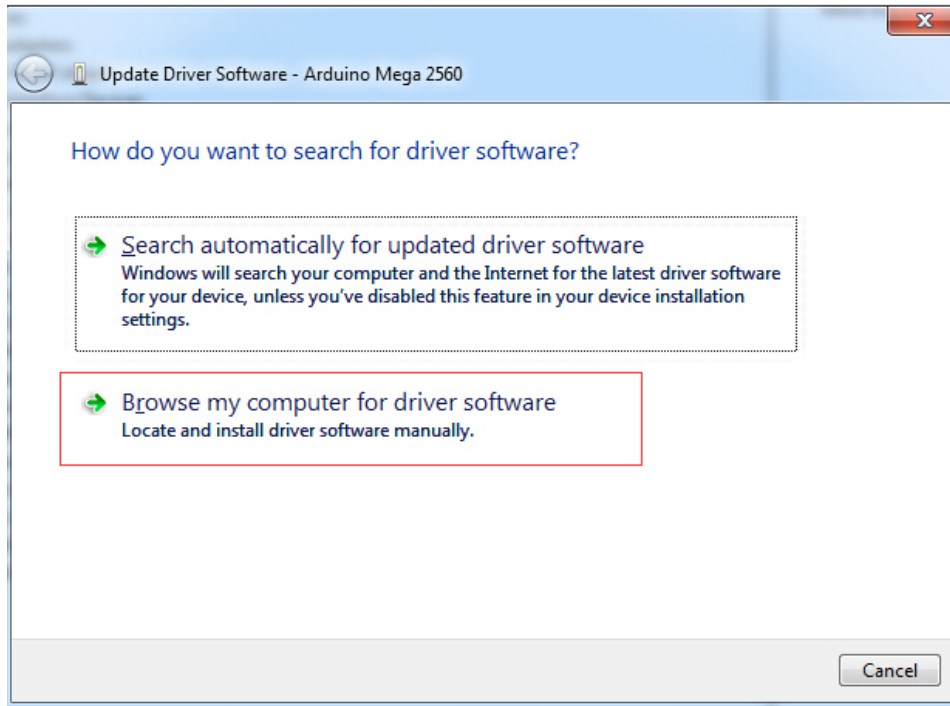 Update Driver Software - Arduino Mega 2560
How do you want to search for driver software?
Search automatically for updated driver software
Windows will search your computer and the Internet for the latest driver software
for your device, unless you've disabled this feature in your device installation
settings.
Browse my computer for driver software
Locate and install driver software manually.
Cancel